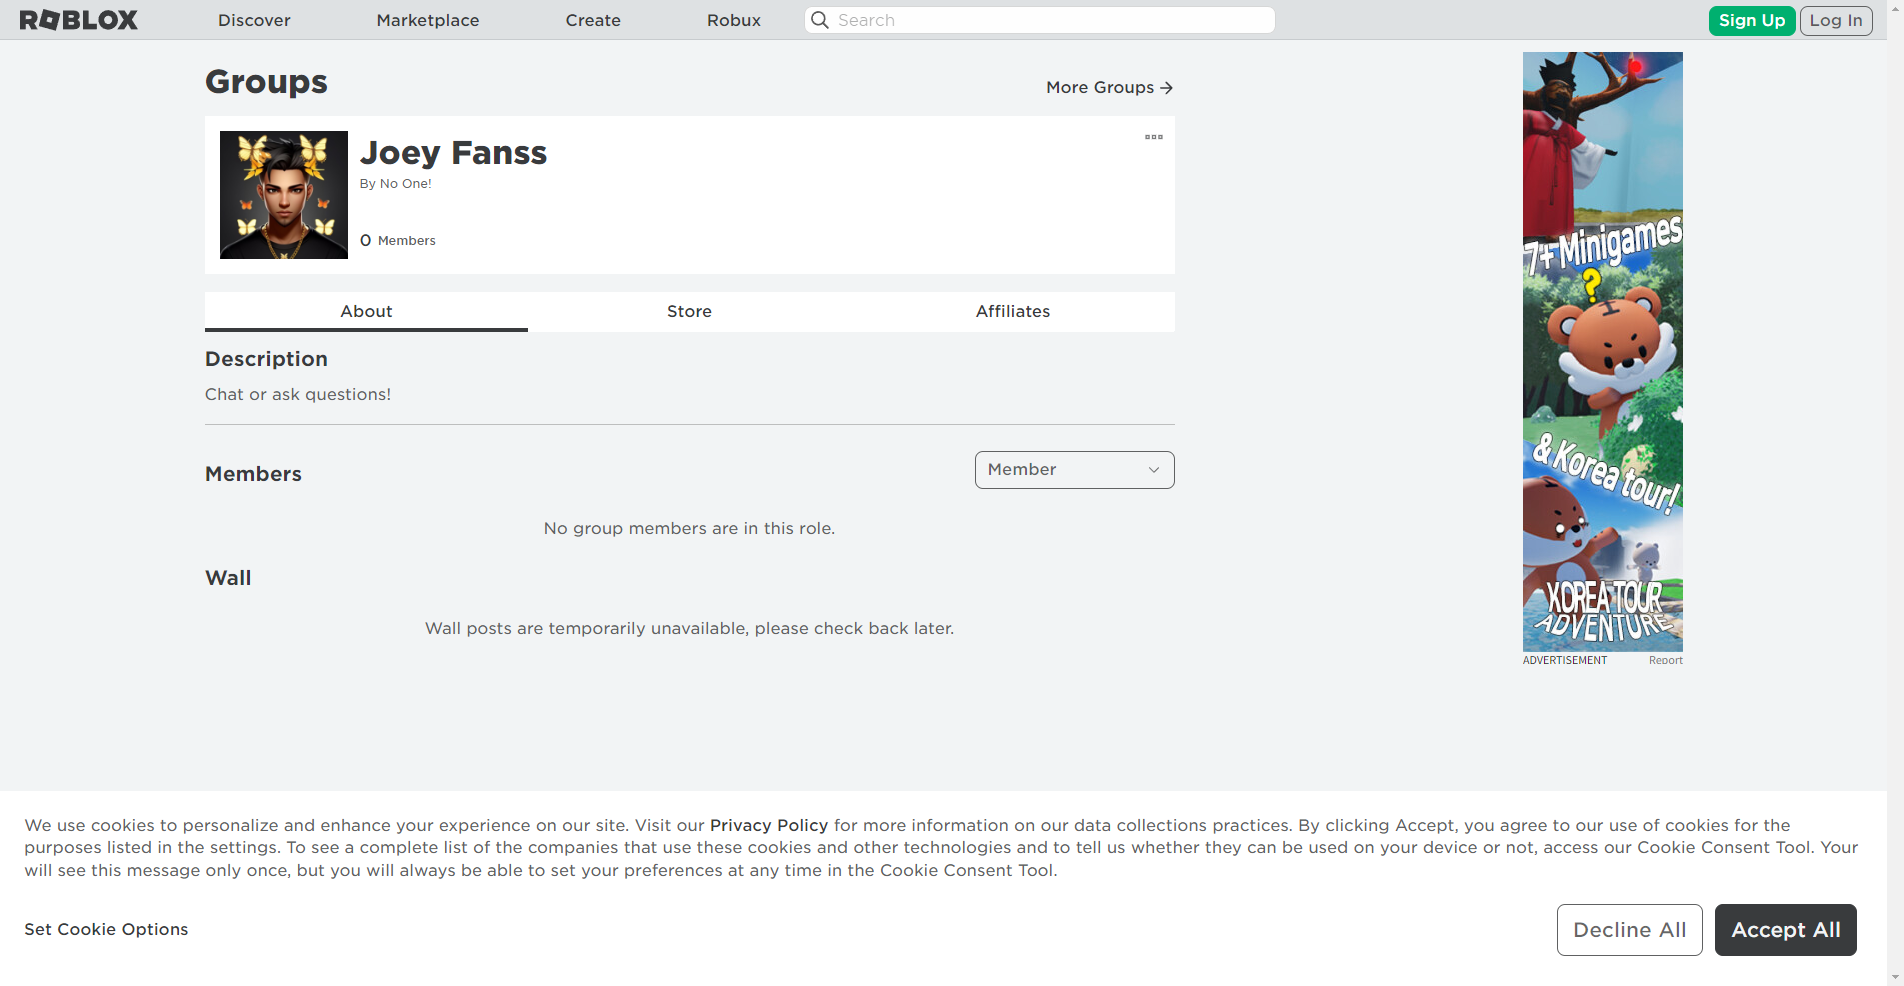 ROBLOX Discover Marketplace Create Robux Search Sign Up Log In
Groups
More Groups
Joey Fanss
By No One!
0 Members
About Store Affiliates
Description
Chat or ask questions!
Members
Member
No group members are in this role.
Wall
Wall posts are temporarily unavailable, please check back later.
7+ Minigames
?
& Korea tour!
KOREA TOUR
ADVENTURE
ADVERTISEMENT Report
We use cookies to personalize and enhance your experience on our site. Visit our Privacy Policy for more information on our data collections practices. By clicking Accept, you agree to our use of cookies for the
purposes listed in the settings. To see a complete list of the companies that use these cookies and other technologies and to tell us whether they can be used on your device or not, access our Cookie Consent Tool. Your
will see this message only once, but you will always be able to set your preferences at any time in the Cookie Consent Tool.
Set Cookie Options
Decline All
Accept All